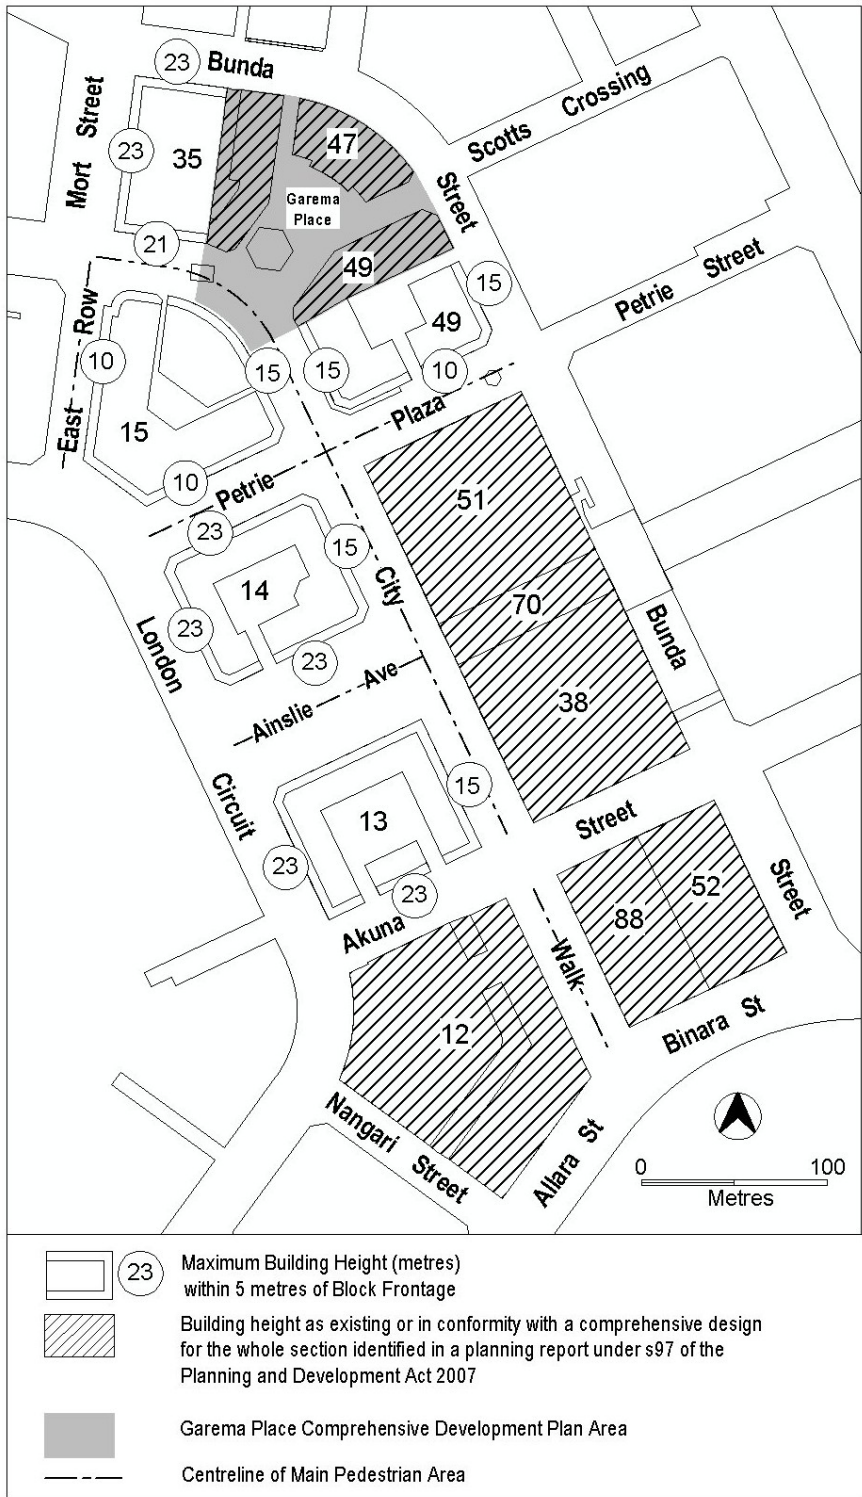 23
Bunda
Scotts Crossing
Mort Street
23
35
47
Street
Garema
Place
21
49
15
Petrie Street
Row
49
10
15
15
10
East
15
Plaza
10
Petrie
51
23
15
City
14
70
23
Bunda
London
23
Ave
Ainslie
38
15
Circuit
13
Street
23
23
Street
52
88
Akuna
Walk
12
Binara St
Nangari Street
Allara St
0 100
Metres
23 Maximum Building Height (metres)
within 5 metres of Block Frontage
Building height as existing or in conformity with a comprehensive design
for the whole section identified in a planning report under s97 of the
Planning and Development Act 2007
Garema Place Comprehensive Development Plan Area
Centreline of Main Pedestrian Area